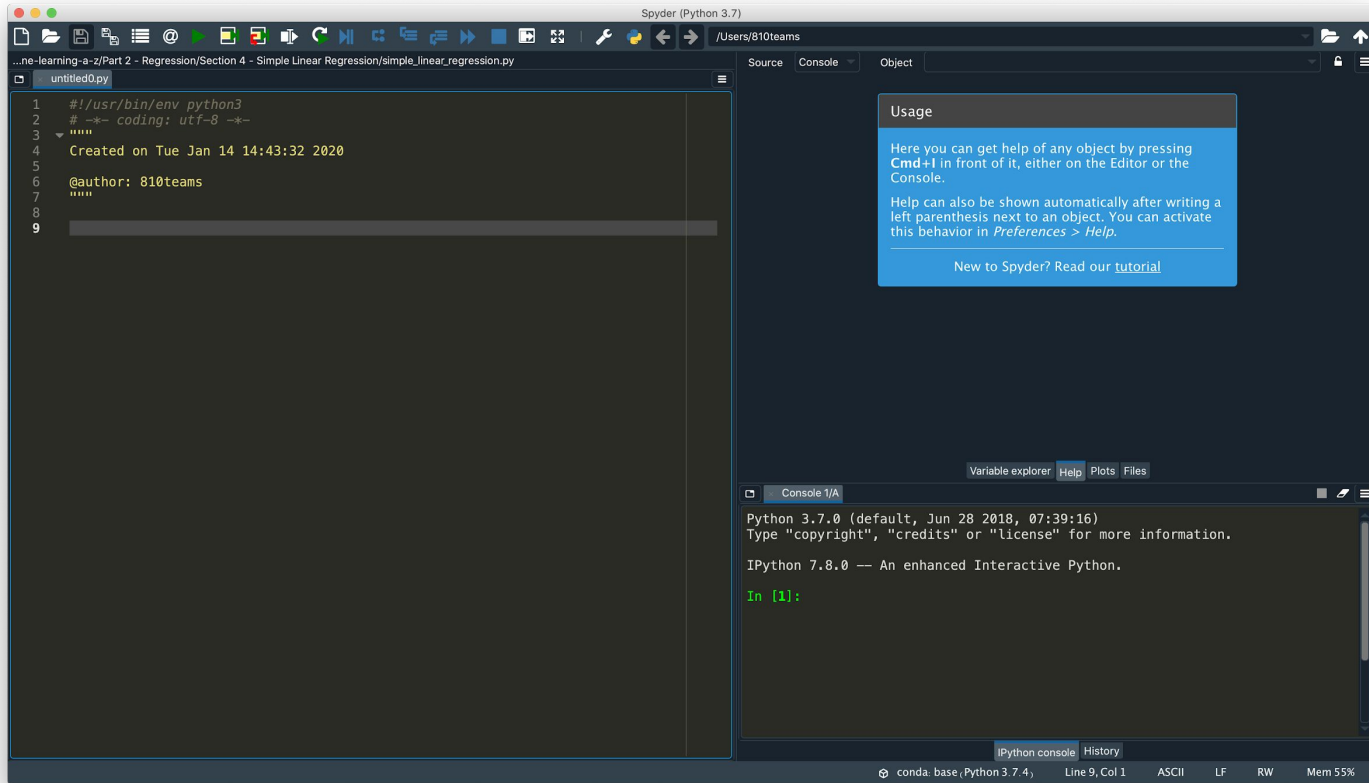 Spyder (Python 3.7)
@
/Users/810teams
...ne-learning-a-z/Part 2 - Regression/Section 4 - Simple Linear Regression/simple_linear_regression.py
untitled0.py
1 #!/usr/bin/env python3
2 # -*- coding: utf-8 -*-
3 """
4 Created on Tue Jan 14 14:43:32 2020
5
6 @author: 810teams
7 """
8
9
Source Console Object
Usage
Here you can get help of any object by pressing
Cmd+I in front of it, either on the Editor or the
Console.
Help can also be shown automatically after writing a
left parenthesis next to an object. You can activate
this behavior in Preferences > Help.
New to Spyder? Read our tutorial
Variable explorer Help Plots Files
Console 1/A
Python 3.7.0 (default, Jun 28 2018, 07:39:16)
Type "copyright", "credits" or "license" for more information.
IPython 7.8.0 -- An enhanced Interactive Python.
In [1]:
IPython console History
conda: base (Python 3.7.4) Line 9, Col 1 ASCII LF RW Mem 55%